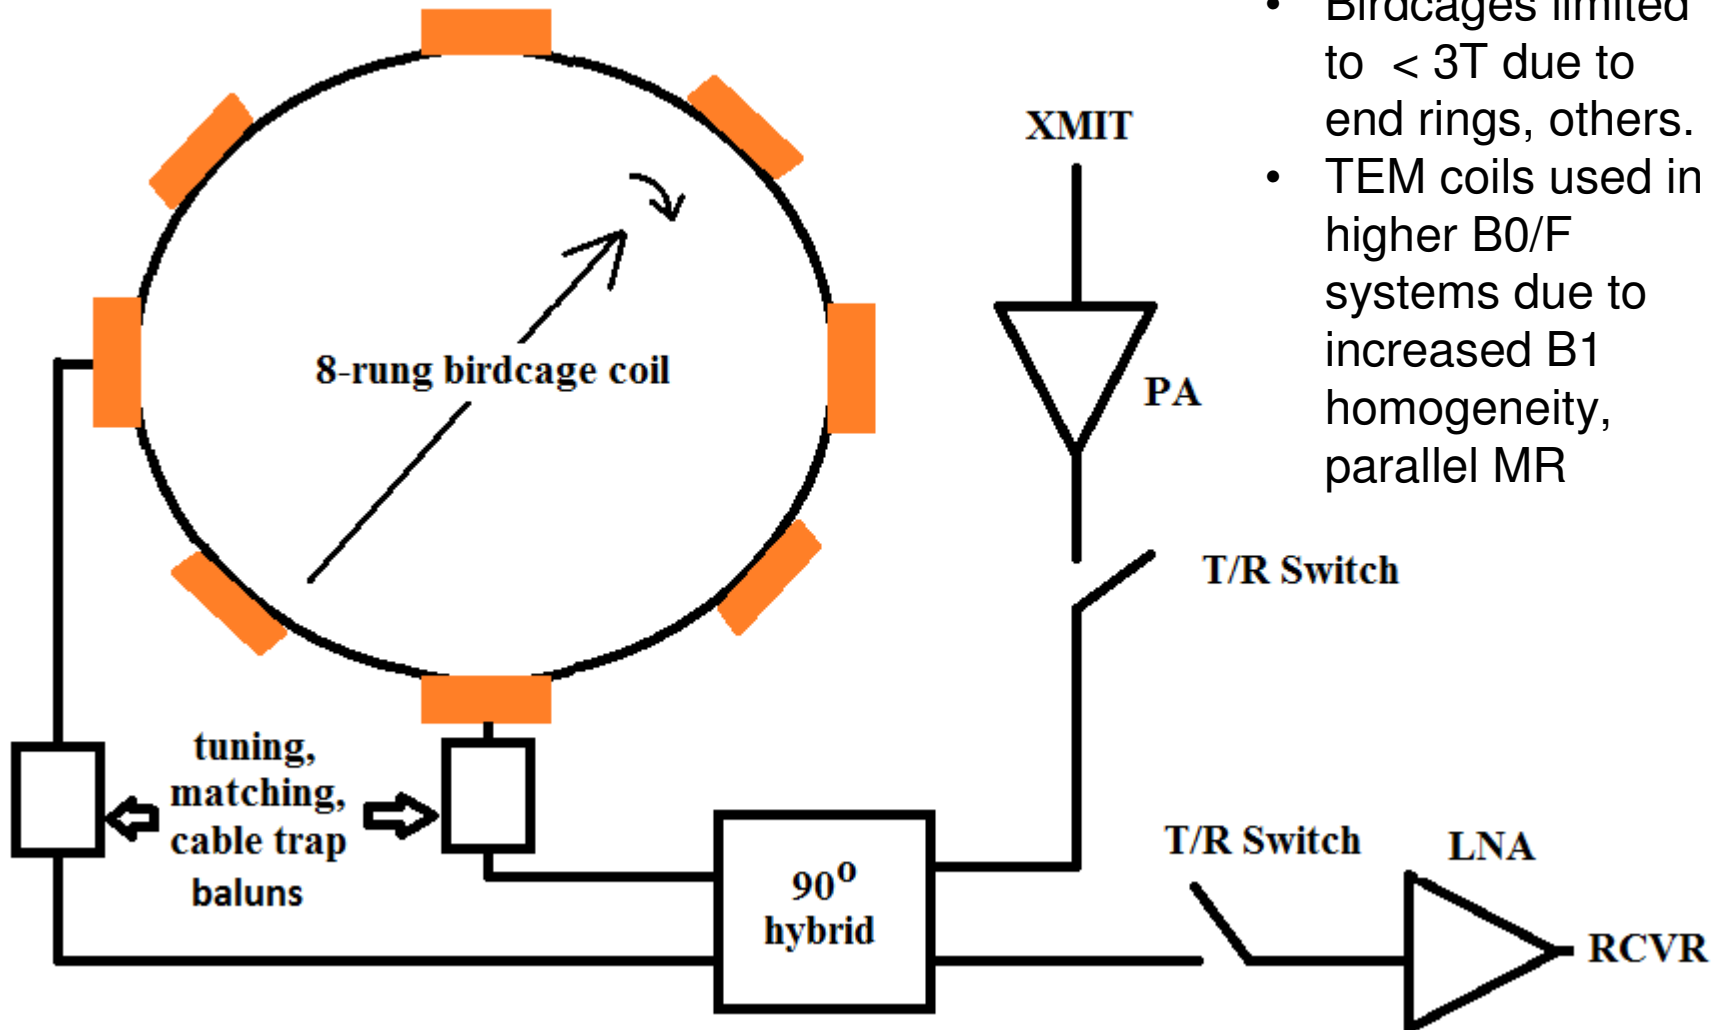 • Birdcages limited
to < 3T due to
end rings, others.
• TEM coils used in
higher B0/F
systems due to
increased B1
homogeneity,
parallel MR
XMIT
8-rung birdcage coil
PA
T/R Switch
tuning,
matching,
cable trap
baluns
90⁰
hybrid
T/R Switch
LNA
RCVR